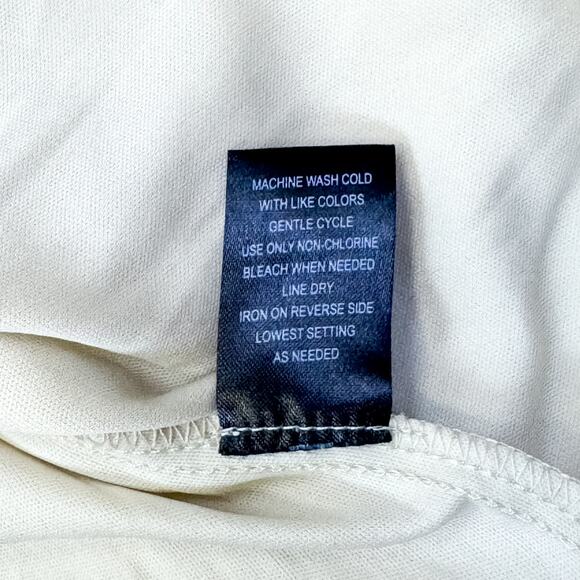 MACHINE WASH COLD
WITH LIKE COLORS
GENTLE CYCLE
USE ONLY NON-CHLORINE
BLEACH WHEN NEEDED
LINE DRY
IRON ON REVERSE SIDE
LOWEST SETTING
AS NEEDED